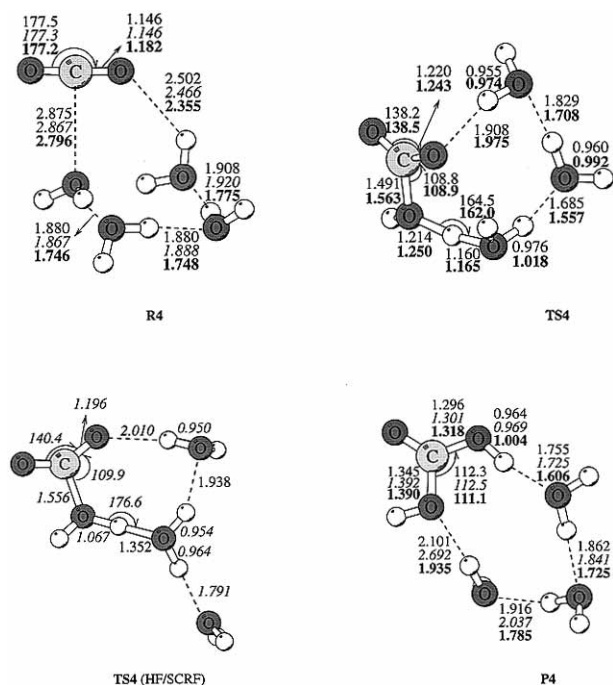 177.5
177.3
177.2
1.146
1.146
1.182
O C O
2.502
2.466
2.355
2.875
2.867
2.796
1.908
1.920
1.775
O
O
O
O
1.880
1.867
1.746
1.880
1.888
1.748
R4
1.220
1.243
0.955
0.974
O
138.2
138.5
1.829
1.708
O
C
O
1.908
1.975
0.960
0.992
108.8
108.9
O
1.491
1.563
164.5
162.0
1.685
1.557
O
O
1.214
1.250
1.160
1.165
0.976
1.018
TS4
1.196
140.4
O
2.010
0.950
O
O
C
109.9
1.938
1.556
176.6
O
O
0.954
1.067
1.352
0.964
1.791
O
TS4 (HF/SCRF)
1.296
1.301
1.318
0.964
0.969
1.004
O
O
C
1.755
1.725
1.606
1.345
1.392
1.390
112.3
112.5
111.1
O
O
2.101
2.692
1.935
1.862
1.841
1.725
O
1.916
2.037
1.785
O
P4